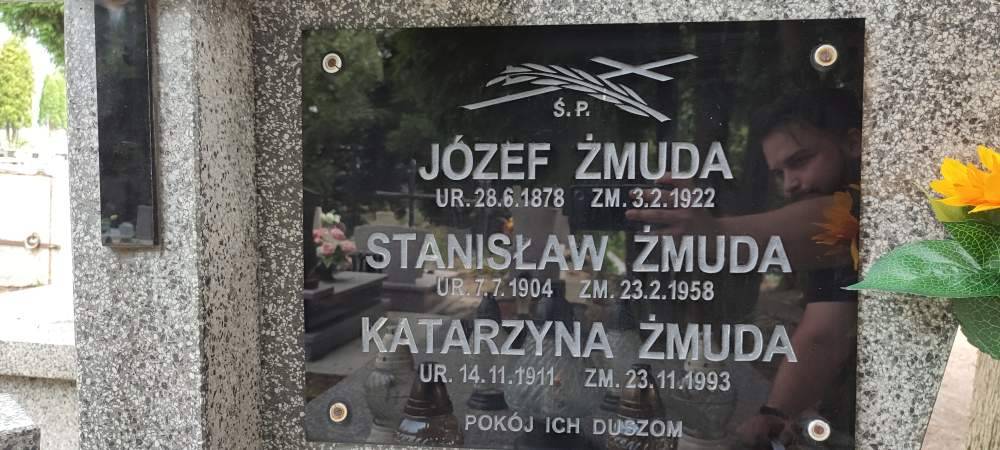 Ś. P.
JÓZEF ŻMUDA
UR. 28.6.1878 ZM. 3.2.1922
STANISŁAW ŻMUDA
UR. 7.7.1904 ZM. 23.2.1958
KATARZYNA ŻMUDA
UR. 14.11.1911 ZM. 23.11.1993
POKÓJ ICH DUSZOM